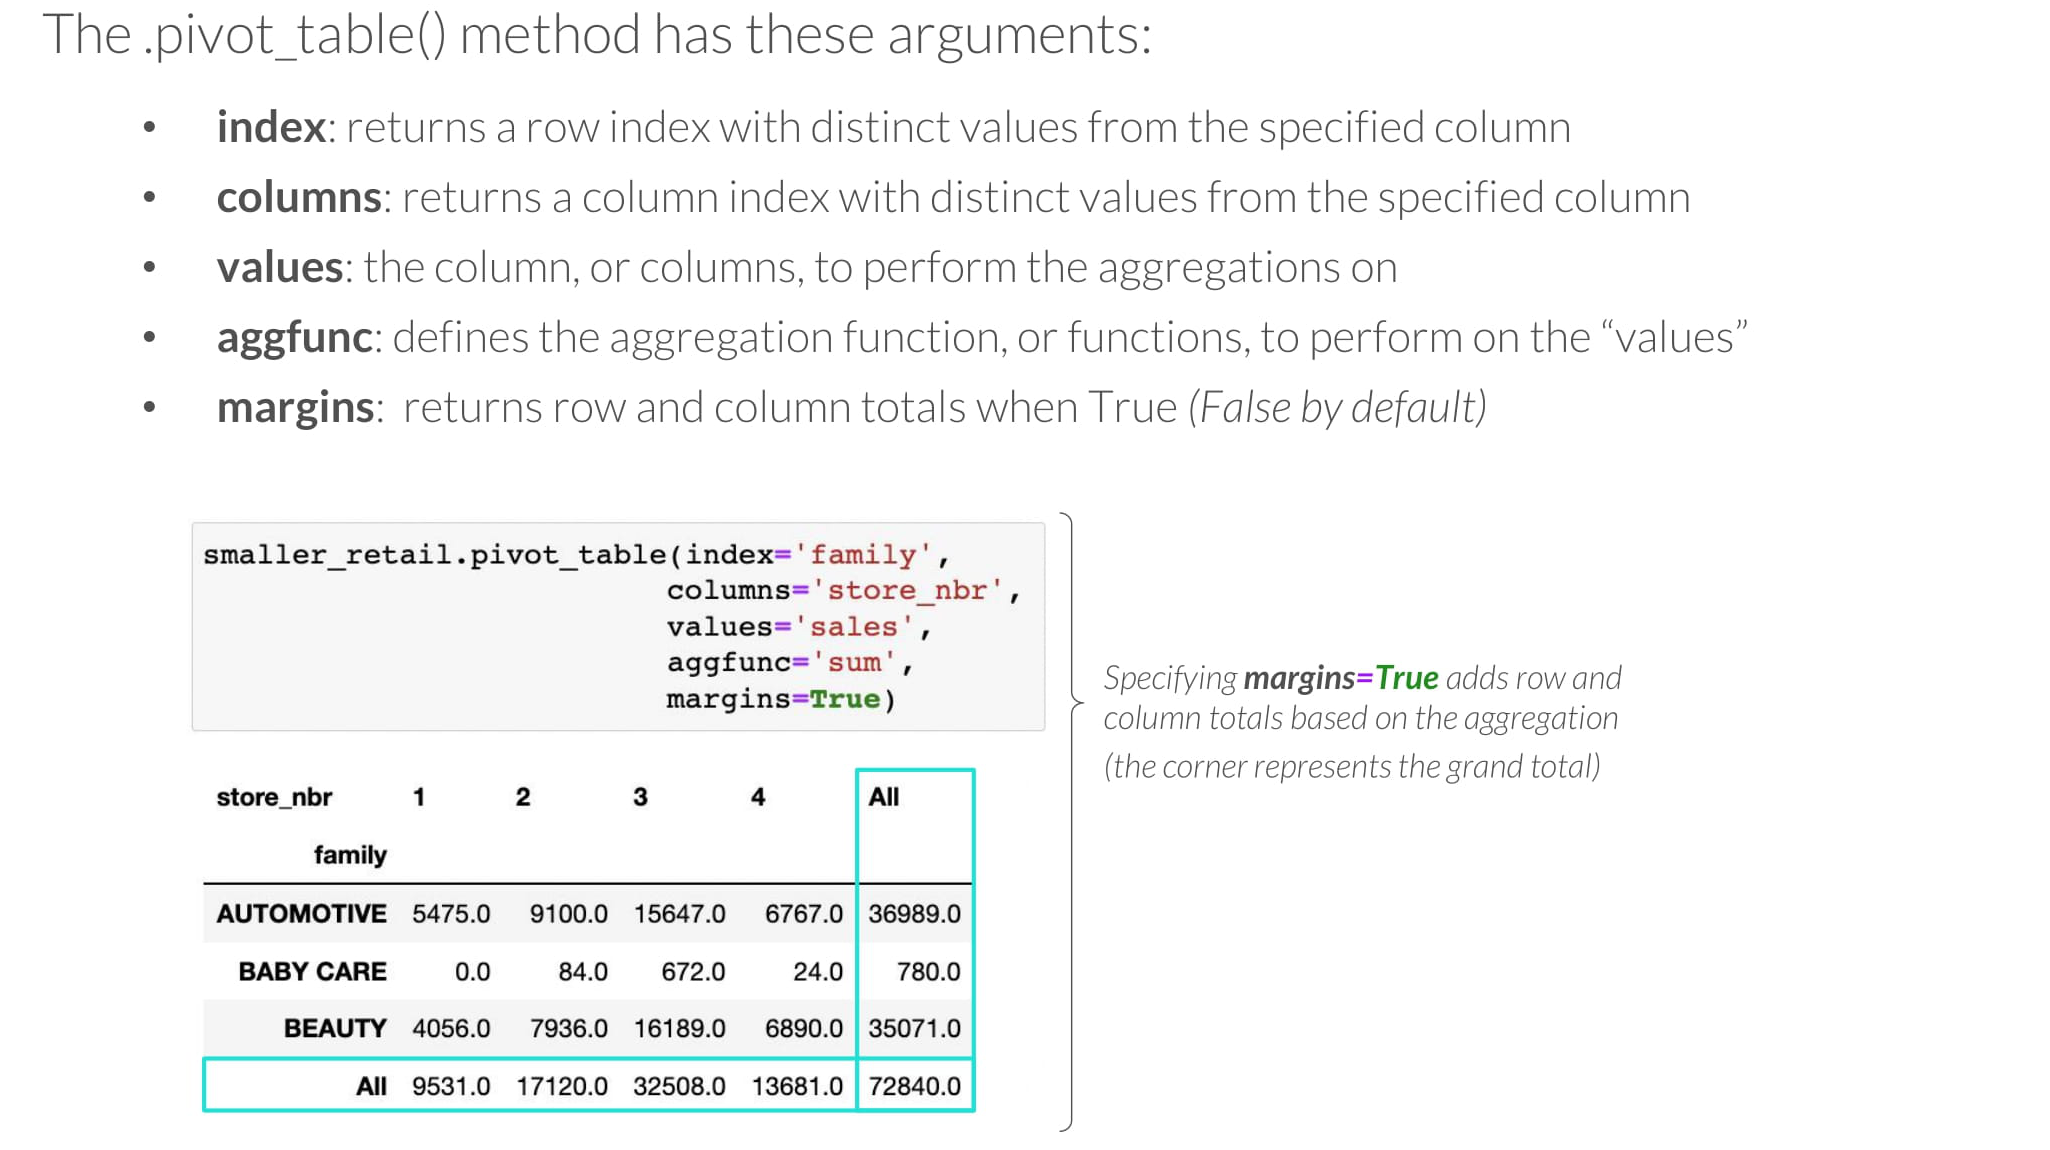 The .pivot_table() method has these arguments:
• index: returns a row index with distinct values from the specified column
• columns: returns a column index with distinct values from the specified column
• values: the column, or columns, to perform the aggregations on
• aggfunc: defines the aggregation function, or functions, to perform on the “values”
• margins: returns row and column totals when True (False by default)
smaller_retail.pivot_table(index='family',
columns='store_nbr',
values='sales',
aggfunc='sum',
margins=True)
Specifying margins=True adds row and
column totals based on the aggregation
(the corner represents the grand total)
store_nbr 1 2 3 4 All
family
AUTOMOTIVE 5475.0 9100.0 15647.0 6767.0 36989.0
BABY CARE 0.0 84.0 672.0 24.0 780.0
BEAUTY 4056.0 7936.0 16189.0 6890.0 35071.0
All 9531.0 17120.0 32508.0 13681.0 72840.0